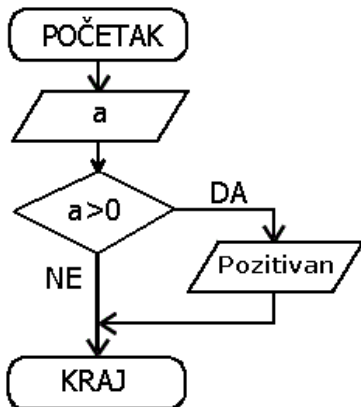 POČETAK
a
a>0
DA
NE
Pozitivan
KRAJ